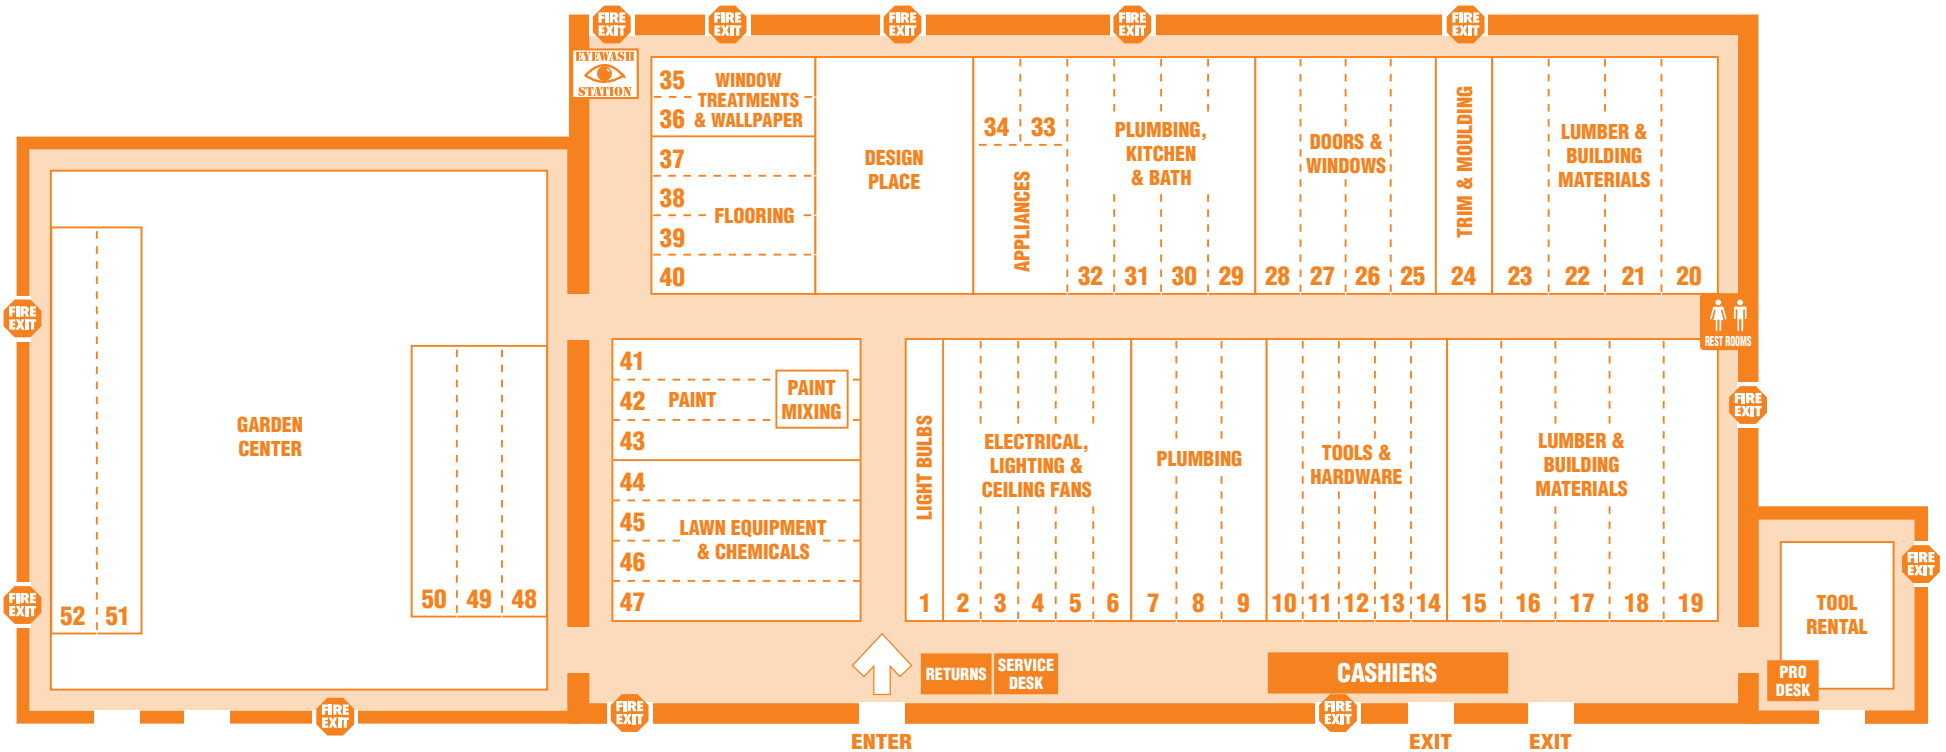 FIRE
EXIT
FIRE
EXIT
FIRE
EXIT
FIRE
EXIT
FIRE
EXIT
EYEWASH
STATION
35
WINDOW
TREATMENTS
36
& WALLPAPER
37
38
FLOORING
39
40
DESIGN
PLACE
34
33
APPLIANCES
PLUMBING,
KITCHEN
& BATH
32
31
30
29
DOORS &
WINDOWS
28
27
26
25
TRIM & MOULDING
24
LUMBER &
BUILDING
MATERIALS
23
22
21
20
REST ROOMS
FIRE
EXIT
FIRE
EXIT
GARDEN
CENTER
52
51
50
49
48
FIRE
EXIT
41
42
PAINT
PAINT
MIXING
43
44
45
LAWN EQUIPMENT
& CHEMICALS
46
47
LIGHT BULBS
1
ELECTRICAL,
LIGHTING &
CEILING FANS
2
3
4
5
6
PLUMBING
7
8
9
TOOLS &
HARDWARE
10
11
12
13
14
LUMBER &
BUILDING
MATERIALS
15
16
17
18
19
FIRE
EXIT
FIRE
EXIT
TOOL
RENTAL
PRO
DESK
RETURNS
SERVICE
DESK
CASHIERS
FIRE
EXIT
FIRE
EXIT
ENTER
EXIT
EXIT